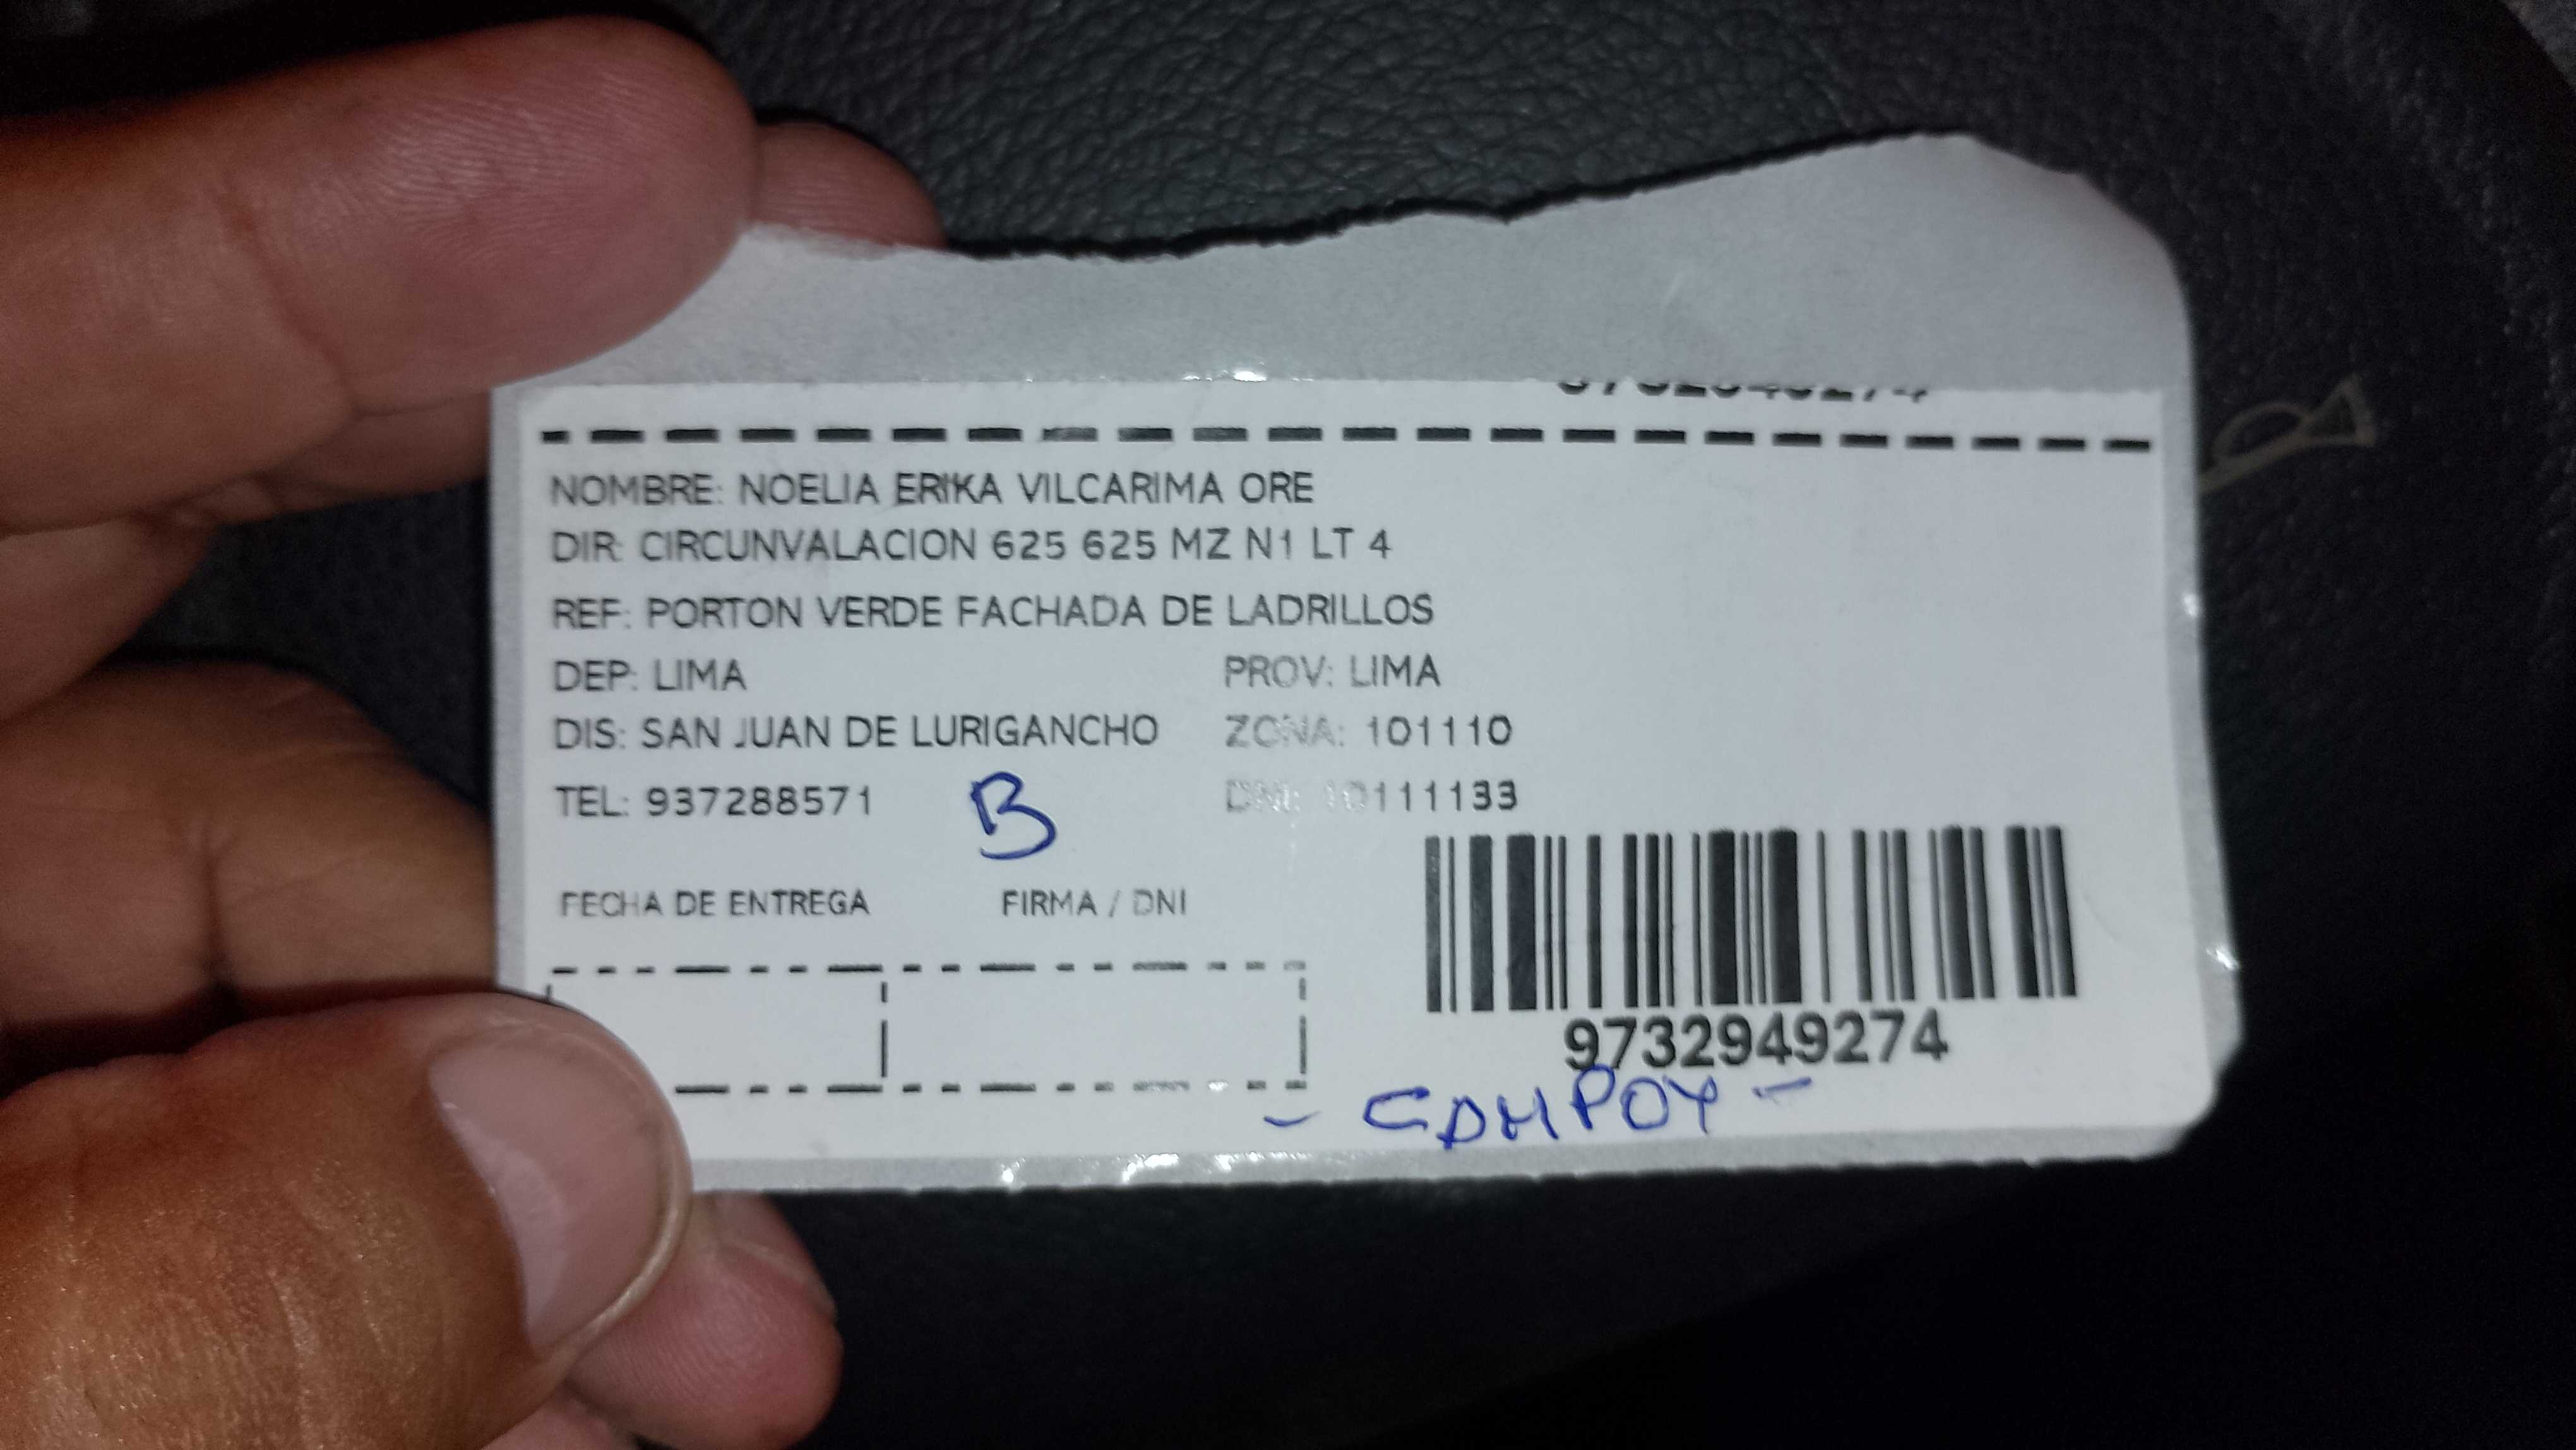 NOMBRE: NOELIA ERIKA VILCARIMA ORE
DIR: CIRCUNVALACION 625 625 MZ N1 LT 4
REF: PORTON VERDE FACHADA DE LADRILLOS
DEP: LIMA PROV: LIMA
DIS: SAN JUAN DE LURIGANCHO ZONA: 101110
TEL: 937288571 B DNI: 10111133
FECHA DE ENTREGA FIRMA / DNI
9732949274
- CAMPOY -